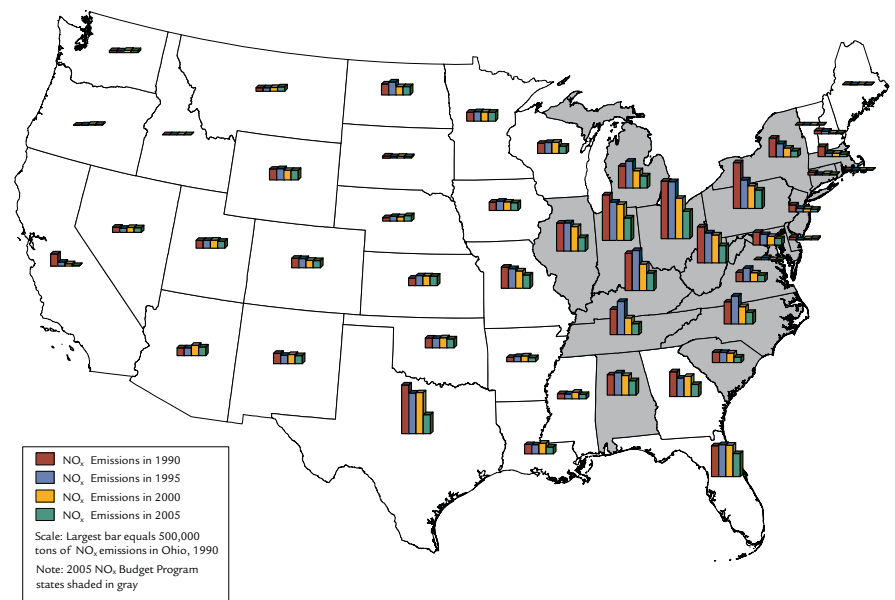 NOₓ Emissions in 1990
NOₓ Emissions in 1995
NOₓ Emissions in 2000
NOₓ Emissions in 2005
Scale: Largest bar equals 500,000
tons of NOₓ emissions in Ohio, 1990
Note: 2005 NOₓ Budget Program
states shaded in gray